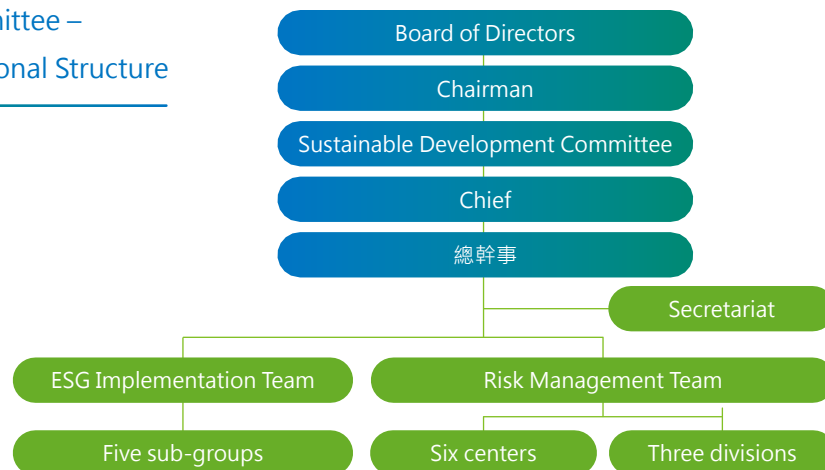 mittee –
onal Structure
Board of Directors
Chairman
Sustainable Development Committee
Chief
總幹事
Secretariat
ESG Implementation Team
Risk Management Team
Five sub-groups
Six centers
Three divisions